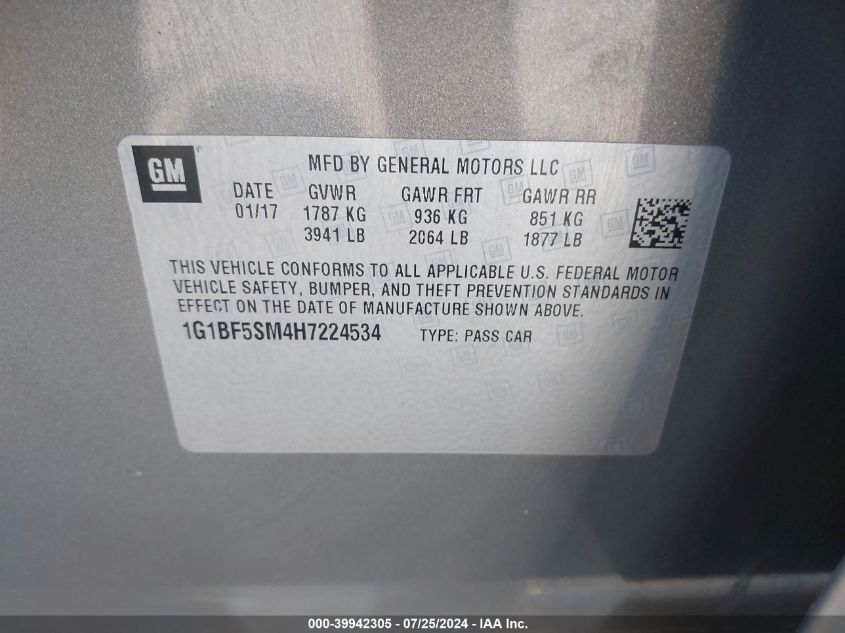 GM
MFD BY GENERAL MOTORS LLC
DATE GVWR GAWR FRT GAWR RR
01/17 1787 KG 936 KG 851 KG
3941 LB 2064 LB 1877 LB
THIS VEHICLE CONFORMS TO ALL APPLICABLE U.S. FEDERAL MOTOR
VEHICLE SAFETY, BUMPER, AND THEFT PREVENTION STANDARDS IN
EFFECT ON THE DATE OF MANUFACTURE SHOWN ABOVE.
1G1BF5SM4H7224534 TYPE: PASS CAR
000-39942305 - 07/25/2024 - IAA Inc.